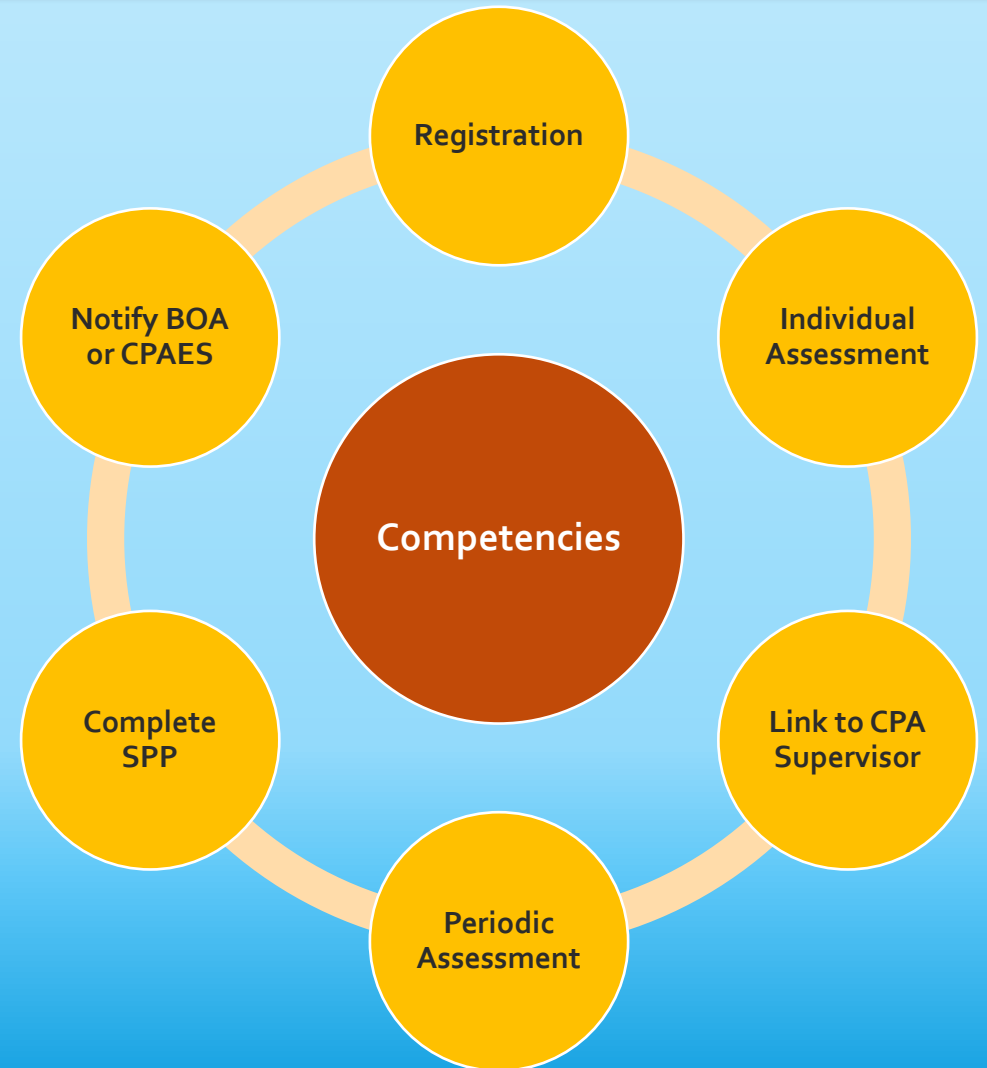 Registration
Individual
Assessment
Link to CPA
Supervisor
Periodic
Assessment
Complete
SPP
Notify BOA
or CPAES
Competencies